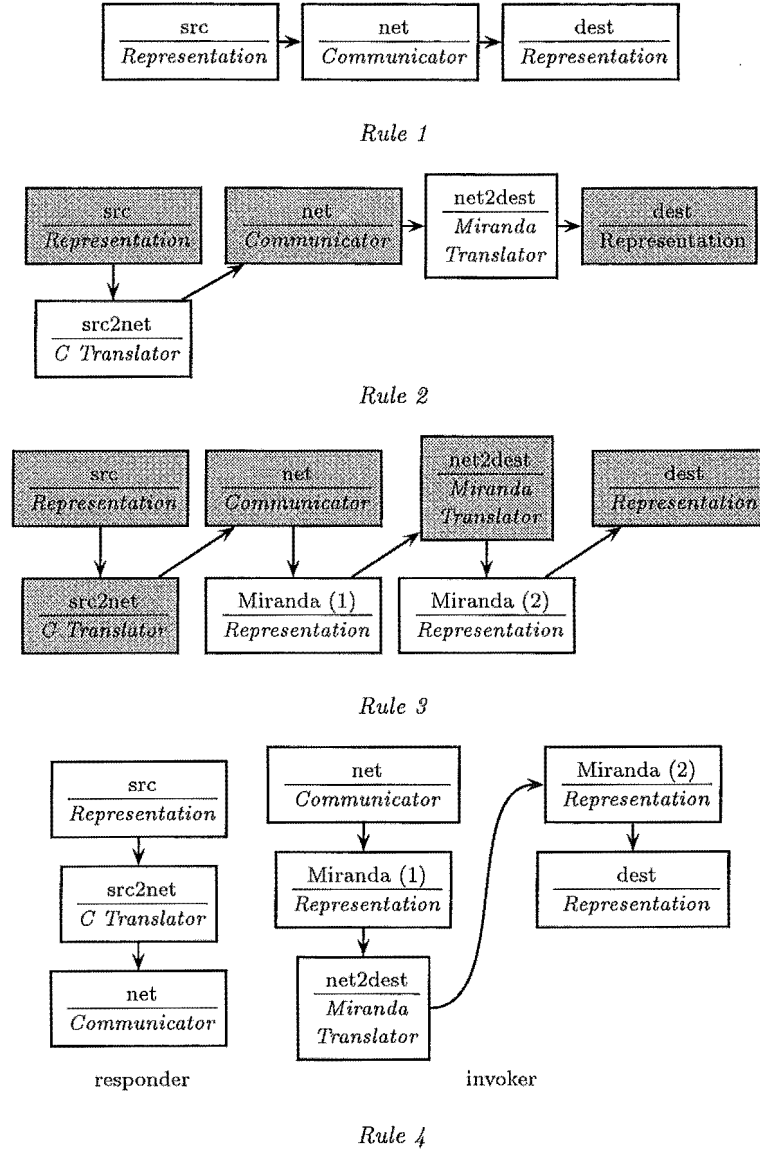 src
Representation
net
Communicator
dest
Representation
Rule 1
src
Representation
net
Communicator
net2dest
Miranda
Translator
dest
Representation
src2net
C Translator
Rule 2
src
Representation
net
Communicator
net2dest
Miranda
Translator
dest
Representation
src2net
C Translator
Miranda (1)
Representation
Miranda (2)
Representation
Rule 3
src
Representation
src2net
C Translator
net
Communicator
responder
net
Communicator
Miranda (1)
Representation
net2dest
Miranda
Translator
Miranda (2)
Representation
dest
Representation
invoker
Rule 4